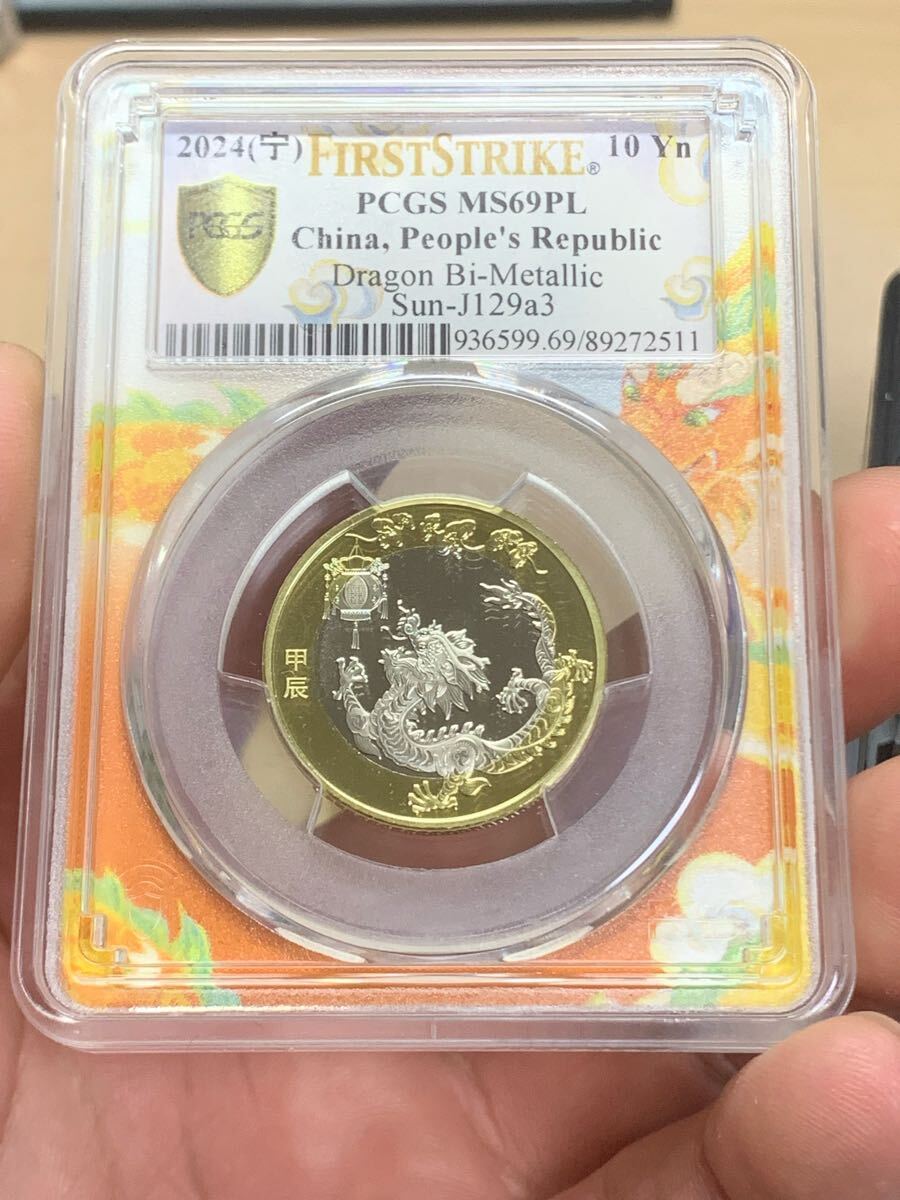 2024(宁) FIRSTSTRIKE® 10 Yn
PCGS
PCGS MS69PL
China, People's Republic
Dragon Bi-Metallic
Sun-J129a3
936599.69/89272511
甲辰